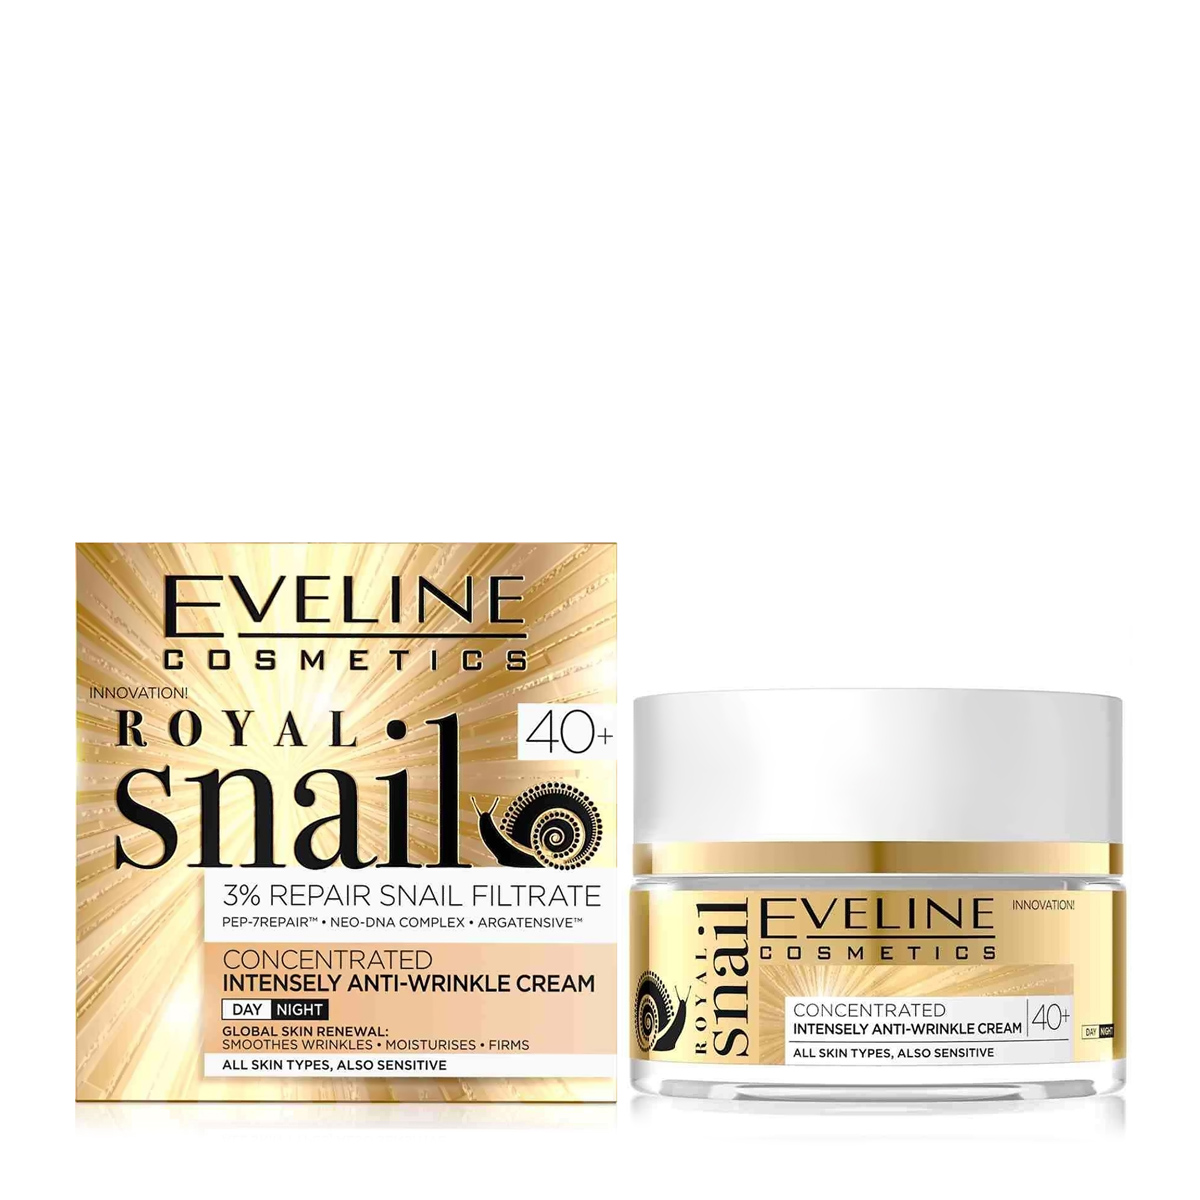 EVELINE
COSMETICS
INNOVATION!
ROYAL
snail
40+
3% REPAIR SNAIL FILTRATE
PEP-7REPAIR™ • NEO-DNA COMPLEX • ARGATENSIVE™
CONCENTRATED
INTENSELY ANTI-WRINKLE CREAM
DAY NIGHT
GLOBAL SKIN RENEWAL:
SMOOTHES WRINKLES • MOISTURISES • FIRMS
ALL SKIN TYPES, ALSO SENSITIVE
ROYAL
snail
EVELINE
COSMETICS
INNOVATION!
CONCENTRATED
INTENSELY ANTI-WRINKLE CREAM
40+
ALL SKIN TYPES, ALSO SENSITIVE
DAY NIGHT